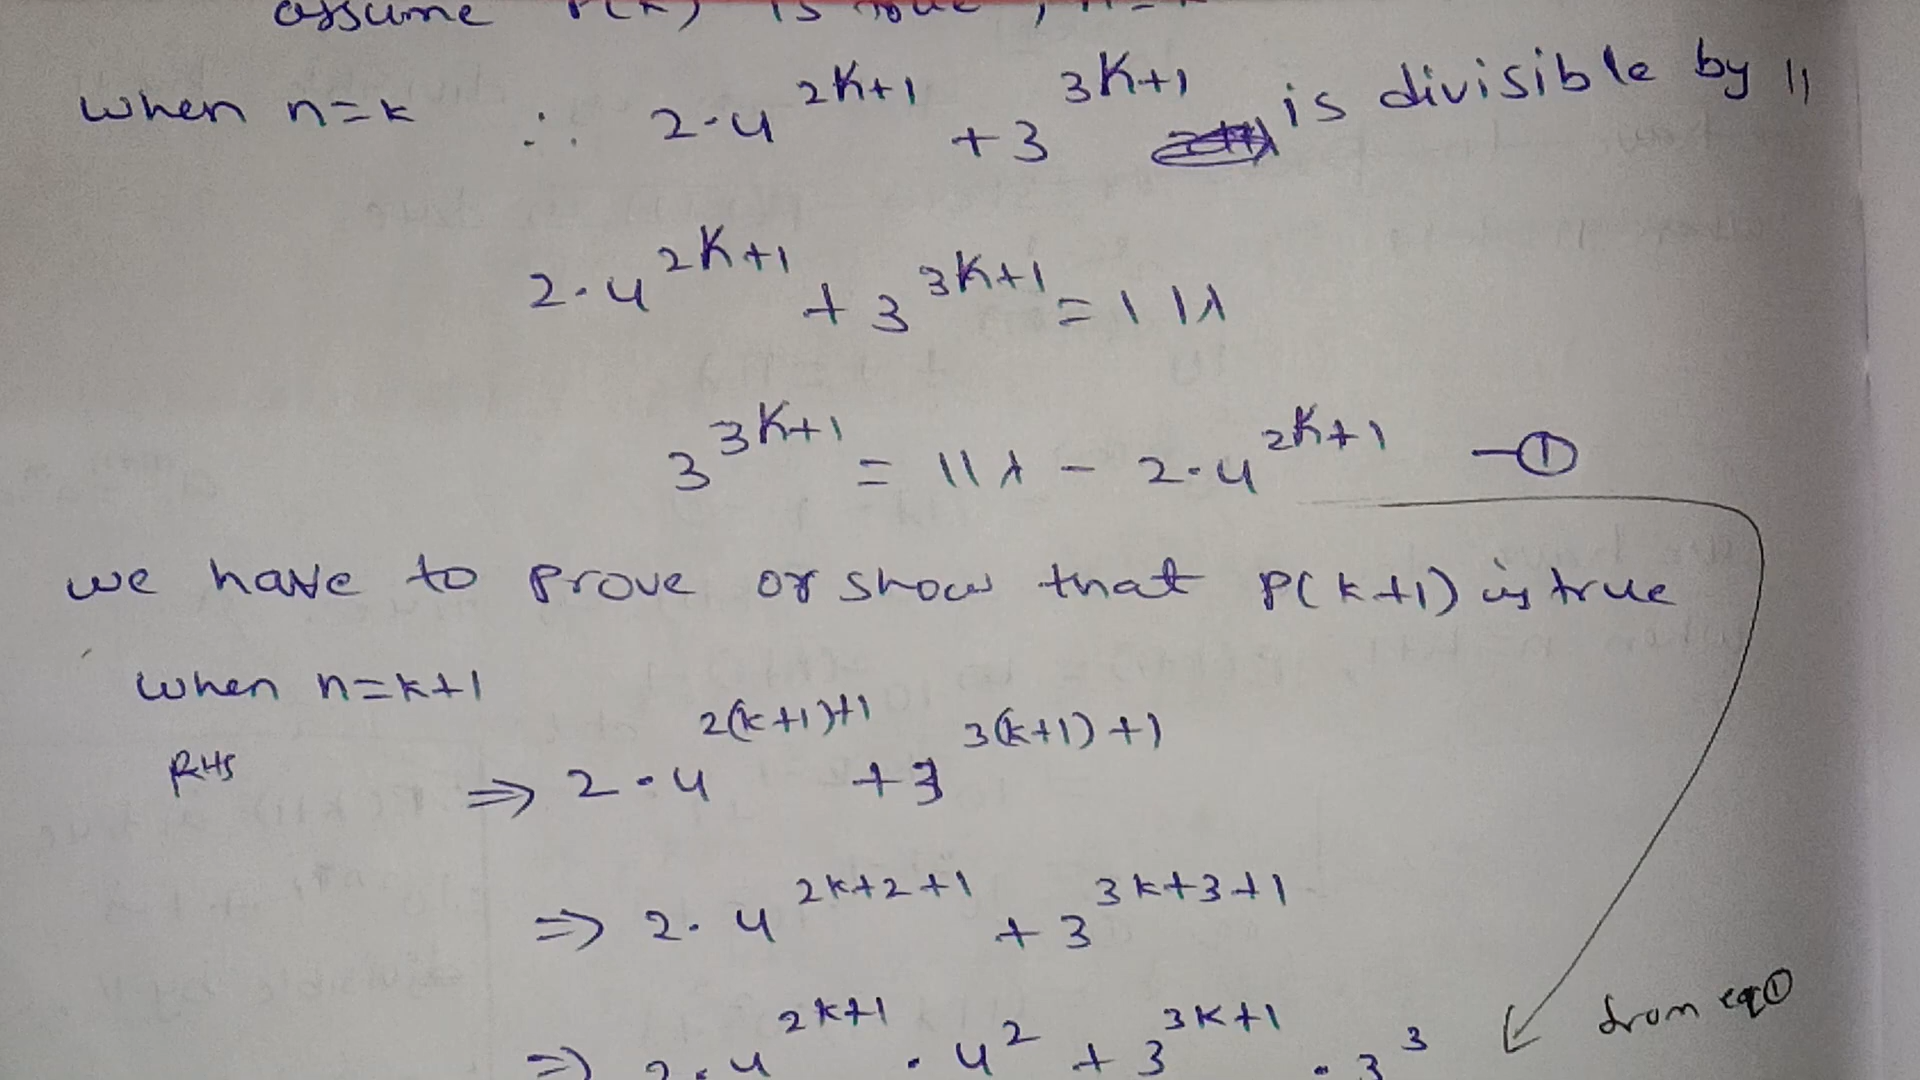 assume P(k) is true, n=k
when n=k ∴ 2·4^{2K+1} + 3^{3K+1} is divisible by 11
2·4^{2K+1} + 3^{3K+1} = 11λ
3^{3K+1} = 11λ - 2·4^{2K+1} —①
we have to prove or show that P(k+1) is true
when n=k+1
RHS ⇒ 2·4^{2(k+1)+1} + 3^{3(k+1)+1}
⇒ 2·4^{2k+2+1} + 3^{3k+3+1}
⇒ 2·4^{2k+1} · 4^2 + 3^{3K+1} · 3^3 from eq①